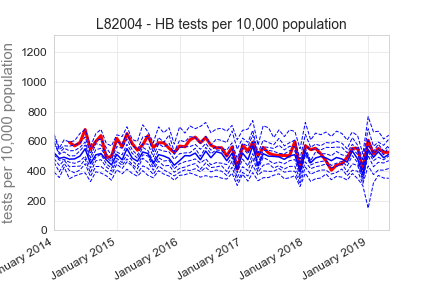 L82004 - HB tests per 10,000 population
tests per 10,000 population
1200
1000
800
600
400
200
0
nuary 2014
January 2015
January 2016
January 2017
January 2018
January 2019